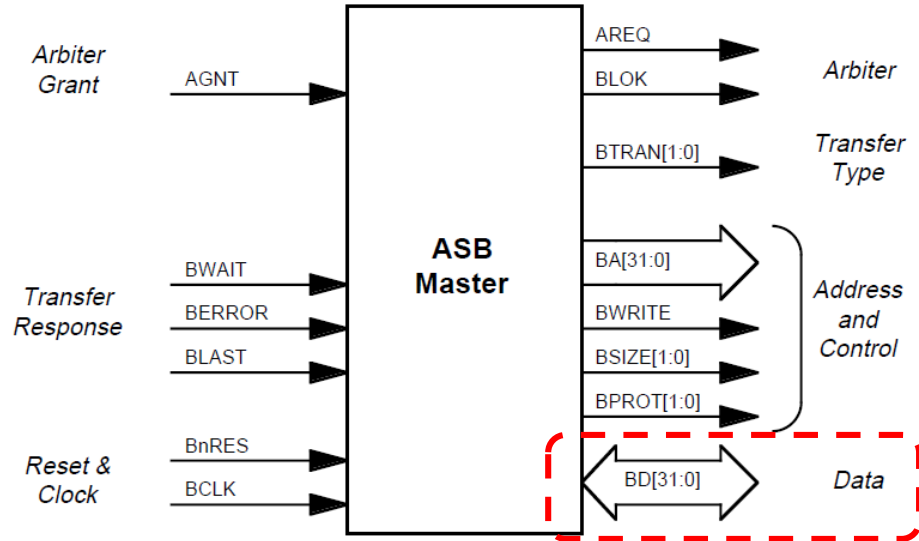 Arbiter
Grant
AGNT
Transfer
Response
BWAIT
BERROR
BLAST
Reset &
Clock
BnRES
BCLK
ASB
Master
AREQ
BLOK
Arbiter
BTRAN[1:0]
Transfer
Type
BA[31:0]
BWRITE
BSIZE[1:0]
BPROT[1:0]
Address
and
Control
BD[31:0]
Data